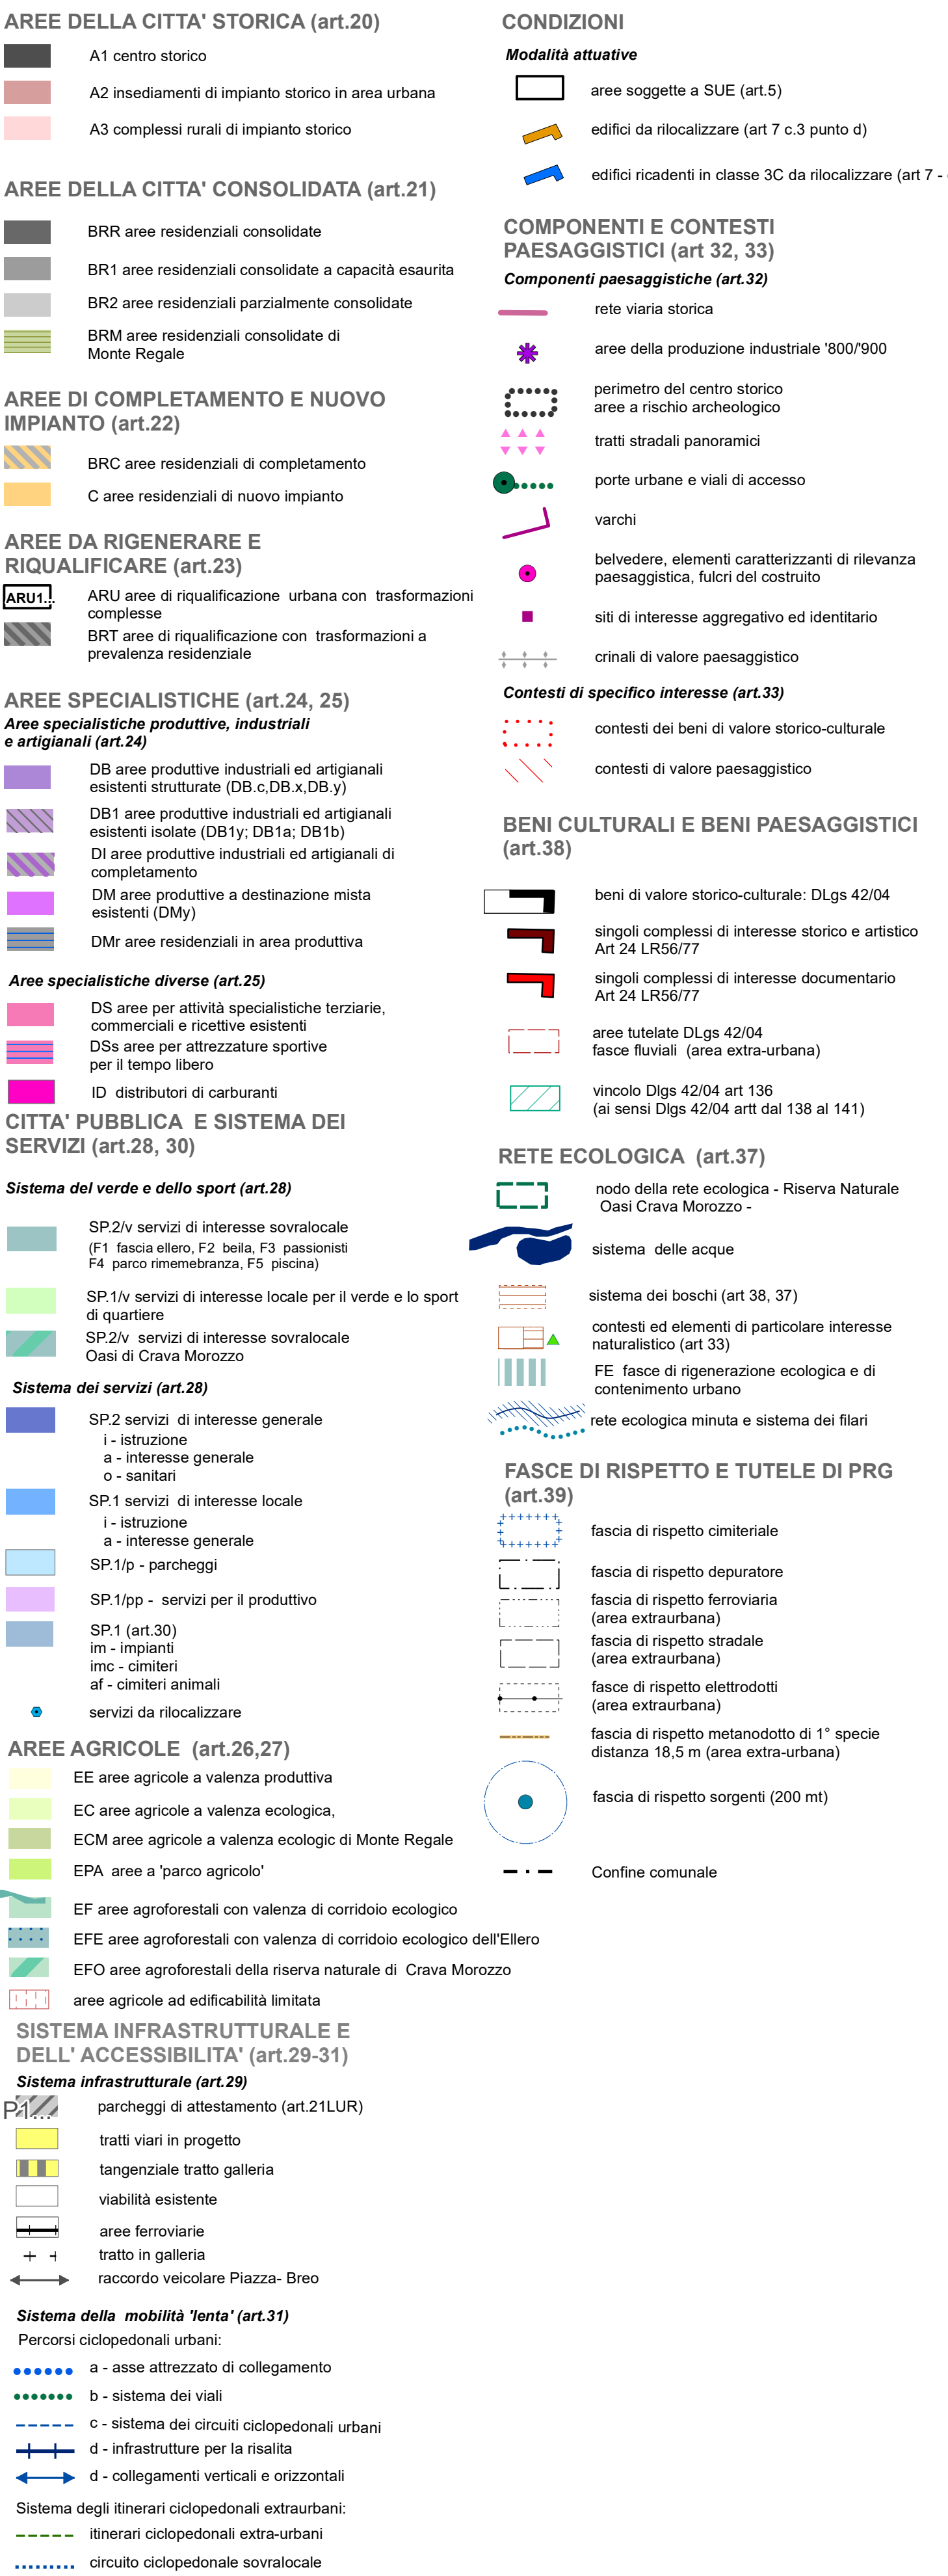 AREE DELLA CITTA' STORICA (art.20)
A1 centro storico
A2 insediamenti di impianto storico in area urbana
A3 complessi rurali di impianto storico
AREE DELLA CITTA' CONSOLIDATA (art.21)
BRR aree residenziali consolidate
BR1 aree residenziali consolidate a capacità esaurita
BR2 aree residenziali parzialmente consolidate
BRM aree residenziali consolidate di
Monte Regale
AREE DI COMPLETAMENTO E NUOVO
IMPIANTO (art.22)
BRC aree residenziali di completamento
C aree residenziali di nuovo impianto
AREE DA RIGENERARE E
RIQUALIFICARE (art.23)
ARU1...
ARU aree di riqualificazione urbana con trasformazioni
complesse
BRT aree di riqualificazione con trasformazioni a
prevalenza residenziale
AREE SPECIALISTICHE (art.24, 25)
Aree specialistiche produttive, industriali
e artigianali (art.24)
DB aree produttive industriali ed artigianali
esistenti strutturate (DB.c,DB.x,DB.y)
DB1 aree produttive industriali ed artigianali
esistenti isolate (DB1y; DB1a; DB1b)
DI aree produttive industriali ed artigianali di
completamento
DM aree produttive a destinazione mista
esistenti (DMy)
DMr aree residenziali in area produttiva
Aree specialistiche diverse (art.25)
DS aree per attività specialistiche terziarie,
commerciali e ricettive esistenti
DSs aree per attrezzature sportive
per il tempo libero
ID distributori di carburanti
CITTA' PUBBLICA E SISTEMA DEI
SERVIZI (art.28, 30)
Sistema del verde e dello sport (art.28)
SP.2/v servizi di interesse sovralocale
(F1 fascia ellero, F2 beila, F3 passionisti
F4 parco rimemebranza, F5 piscina)
SP.1/v servizi di interesse locale per il verde e lo sport
di quartiere
SP.2/v servizi di interesse sovralocale
Oasi di Crava Morozzo
Sistema dei servizi (art.28)
SP.2 servizi di interesse generale
i - istruzione
a - interesse generale
o - sanitari
SP.1 servizi di interesse locale
i - istruzione
a - interesse generale
SP.1/p - parcheggi
SP.1/pp - servizi per il produttivo
SP.1 (art.30)
im - impianti
imc - cimiteri
af - cimiteri animali
servizi da rilocalizzare
AREE AGRICOLE (art.26,27)
EE aree agricole a valenza produttiva
EC aree agricole a valenza ecologica,
ECM aree agricole a valenza ecologic di Monte Regale
EPA aree a 'parco agricolo'
EF aree agroforestali con valenza di corridoio ecologico
EFE aree agroforestali con valenza di corridoio ecologico dell'Ellero
EFO aree agroforestali della riserva naturale di Crava Morozzo
aree agricole ad edificabilità limitata
SISTEMA INFRASTRUTTURALE E
DELL' ACCESSIBILITA' (art.29-31)
Sistema infrastrutturale (art.29)
P1...
parcheggi di attestamento (art.21LUR)
tratti viari in progetto
tangenziale tratto galleria
viabilità esistente
aree ferroviarie
tratto in galleria
raccordo veicolare Piazza- Breo
Sistema della mobilità 'lenta' (art.31)
Percorsi ciclopedonali urbani:
a - asse attrezzato di collegamento
b - sistema dei viali
c - sistema dei circuiti ciclopedonali urbani
d - infrastrutture per la risalita
d - collegamenti verticali e orizzontali
Sistema degli itinerari ciclopedonali extraurbani:
itinerari ciclopedonali extra-urbani
circuito ciclopedonale sovralocale
CONDIZIONI
Modalità attuative
aree soggette a SUE (art.5)
edifici da rilocalizzare (art 7 c.3 punto d)
edifici ricadenti in classe 3C da rilocalizzare (art 7 -
COMPONENTI E CONTESTI
PAESAGGISTICI (art 32, 33)
Componenti paesaggistiche (art.32)
rete viaria storica
aree della produzione industriale '800/'900
perimetro del centro storico
aree a rischio archeologico
tratti stradali panoramici
porte urbane e viali di accesso
varchi
belvedere, elementi caratterizzanti di rilevanza
paesaggistica, fulcri del costruito
siti di interesse aggregativo ed identitario
crinali di valore paesaggistico
Contesti di specifico interesse (art.33)
contesti dei beni di valore storico-culturale
contesti di valore paesaggistico
BENI CULTURALI E BENI PAESAGGISTICI
(art.38)
beni di valore storico-culturale: DLgs 42/04
singoli complessi di interesse storico e artistico
Art 24 LR56/77
singoli complessi di interesse documentario
Art 24 LR56/77
aree tutelate DLgs 42/04
fasce fluviali (area extra-urbana)
vincolo Dlgs 42/04 art 136
(ai sensi Dlgs 42/04 artt dal 138 al 141)
RETE ECOLOGICA (art.37)
nodo della rete ecologica - Riserva Naturale
Oasi Crava Morozzo -
sistema delle acque
sistema dei boschi (art 38, 37)
contesti ed elementi di particolare interesse
naturalistico (art 33)
FE fasce di rigenerazione ecologica e di
contenimento urbano
rete ecologica minuta e sistema dei filari
FASCE DI RISPETTO E TUTELE DI PRG
(art.39)
fascia di rispetto cimiteriale
fascia di rispetto depuratore
fascia di rispetto ferroviaria
(area extraurbana)
fascia di rispetto stradale
(area extraurbana)
fasce di rispetto elettrodotti
(area extraurbana)
fascia di rispetto metanodotto di 1° specie
distanza 18,5 m (area extra-urbana)
fascia di rispetto sorgenti (200 mt)
Confine comunale